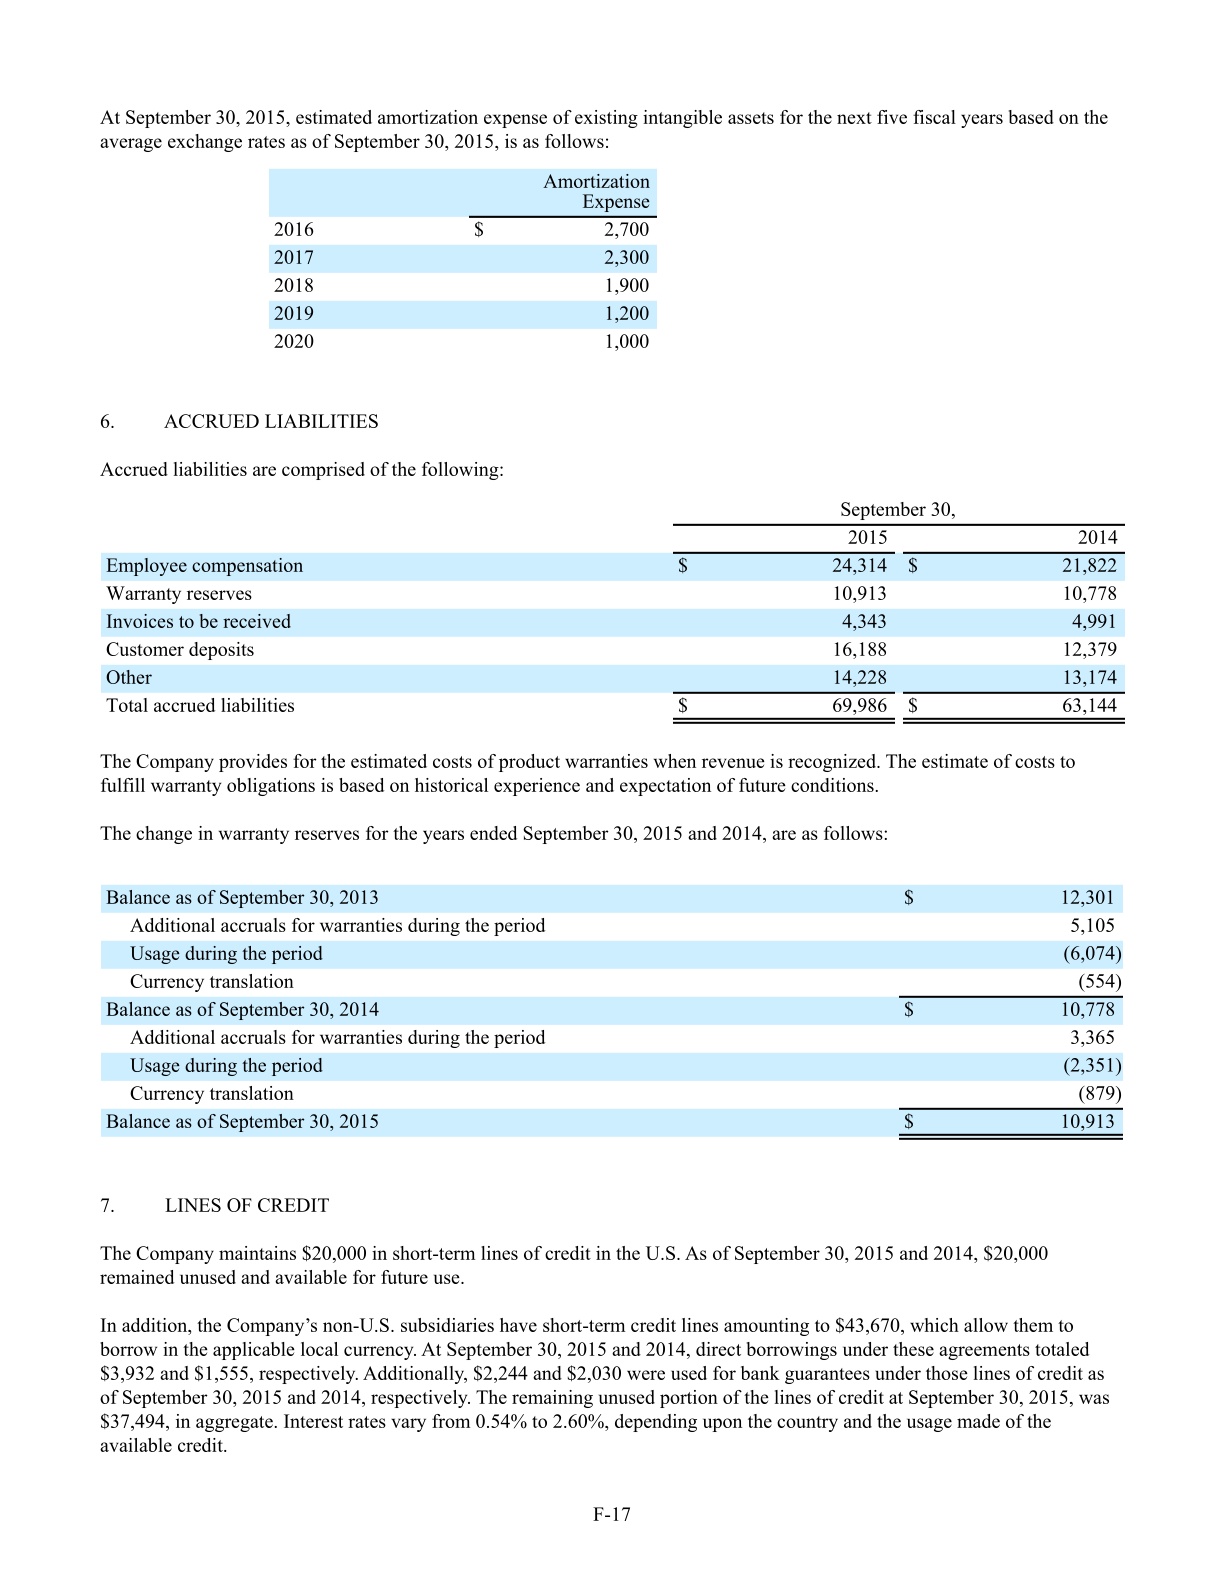 At September 30, 2015, estimated amortization expense of existing intangible assets for the next five fiscal years based on the
average exchange rates as of September 30, 2015, is as follows:
Amortization
Expense
2016 $ 2,700
2017 2,300
2018 1,900
2019 1,200
2020 1,000
6. ACCRUED LIABILITIES
Accrued liabilities are comprised of the following:
September 30,
2015 2014
Employee compensation $ 24,314 $ 21,822
Warranty reserves 10,913 10,778
Invoices to be received 4,343 4,991
Customer deposits 16,188 12,379
Other 14,228 13,174
Total accrued liabilities $ 69,986 $ 63,144
The Company provides for the estimated costs of product warranties when revenue is recognized. The estimate of costs to
fulfill warranty obligations is based on historical experience and expectation of future conditions.
The change in warranty reserves for the years ended September 30, 2015 and 2014, are as follows:
Balance as of September 30, 2013 $ 12,301
Additional accruals for warranties during the period 5,105
Usage during the period (6,074)
Currency translation (554)
Balance as of September 30, 2014 $ 10,778
Additional accruals for warranties during the period 3,365
Usage during the period (2,351)
Currency translation (879)
Balance as of September 30, 2015 $ 10,913
7. LINES OF CREDIT
The Company maintains $20,000 in short-term lines of credit in the U.S. As of September 30, 2015 and 2014, $20,000
remained unused and available for future use.
In addition, the Company’s non-U.S. subsidiaries have short-term credit lines amounting to $43,670, which allow them to
borrow in the applicable local currency. At September 30, 2015 and 2014, direct borrowings under these agreements totaled
$3,932 and $1,555, respectively. Additionally, $2,244 and $2,030 were used for bank guarantees under those lines of credit as
of September 30, 2015 and 2014, respectively. The remaining unused portion of the lines of credit at September 30, 2015, was
$37,494, in aggregate. Interest rates vary from 0.54% to 2.60%, depending upon the country and the usage made of the
available credit.
F-17